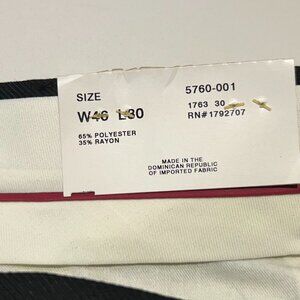 SIZE 5760-001
W46 L30 1763 30
RN#1792707
65% POLYESTER
35% RAYON
MADE IN THE
DOMINICAN REPUBLIC
OF IMPORTED FABRIC